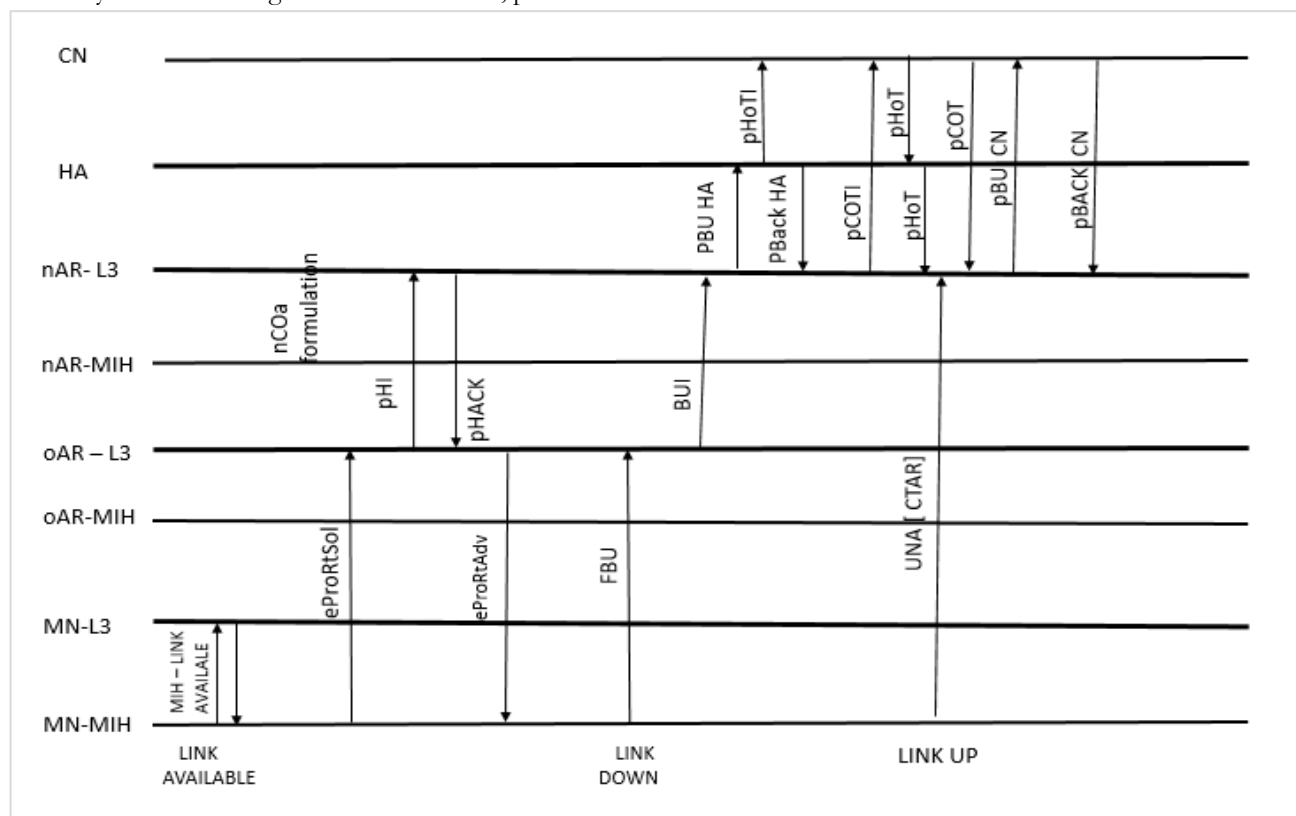 CN
pHoTI
pHoT
pCOT
pBU CN
pBACK CN
HA
PBU HA
PBack HA
pCOTI
pHoT
nAR- L3
nCOa
formulation
nAR-MIH
pHI
pHACK
BUI
oAR – L3
oAR-MIH
eProRtSol
eProRtAdv
FBU
UNA [ CTAR]
MN-L3
MIH – LINK
AVAILALE
MN-MIH
LINK
AVAILABLE
LINK
DOWN
LINK UP